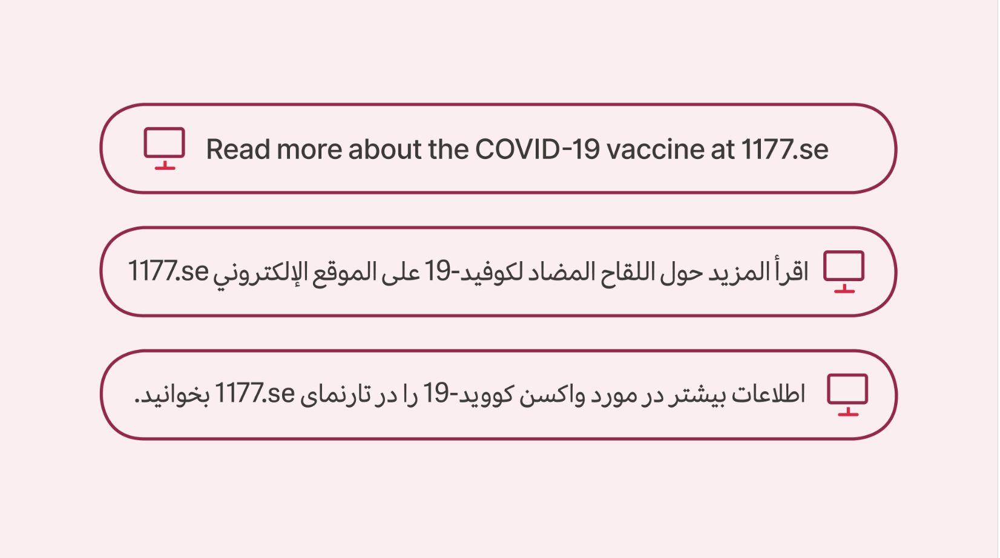 Read more about the COVID-19 vaccine at 1177.se
اقرأ المزيد حول اللقاح المضاد لكوفيد-19 على الموقع الإلكتروني 1177.se
اطلاعات بیشتر در مورد واکسن کووید-19 را در تارنمای 1177.se بخوانید.